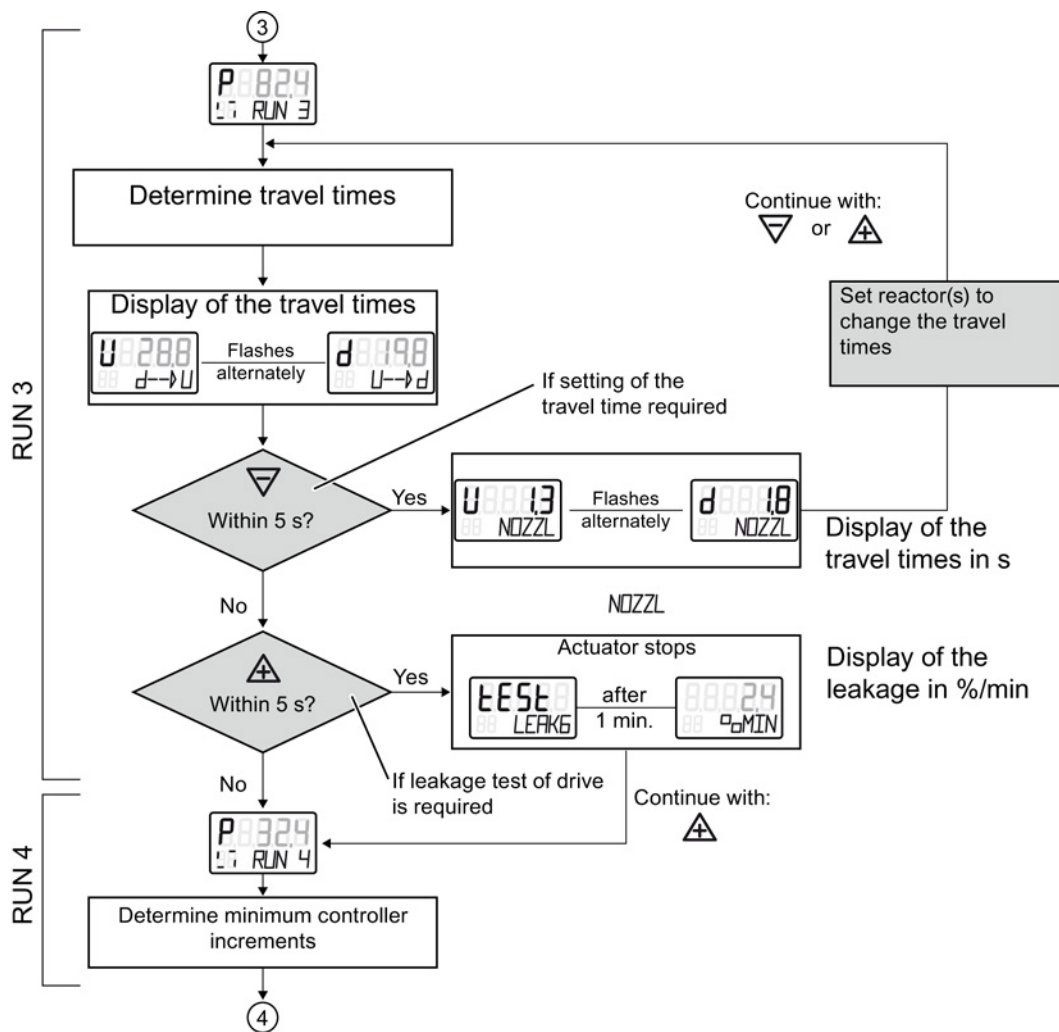 3
P 82.4
RUN 3
Determine travel times
Continue with:
or
Set reactor(s) to
change the travel
times
Display of the travel times
U 28.8
d-->U
Flashes
alternately
d 19.8
U-->d
RUN 3
If setting of the
travel time required
Within 5 s?
Yes
U 1.3
NOZZL
Flashes
alternately
d 1.8
NOZZL
Display of the
travel times in s
No
NOZZL
Within 5 s?
Yes
Actuator stops
tESt
LEAKG
after
1 min.
2.4
%MIN
Display of the
leakage in %/min
No
If leakage test of drive
is required
Continue with:
P 32.4
RUN 4
RUN 4
Determine minimum controller
increments
4